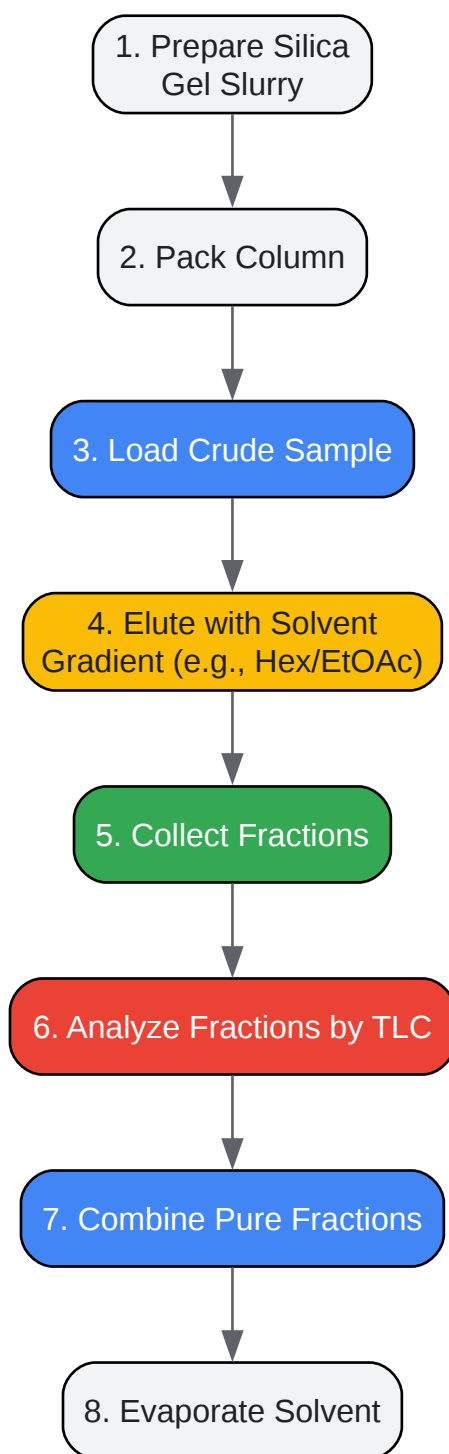 1. Prepare Silica
Gel Slurry
2. Pack Column
3. Load Crude Sample
4. Elute with Solvent
Gradient (e.g., Hex/EtOAc)
5. Collect Fractions
6. Analyze Fractions by TLC
7. Combine Pure Fractions
8. Evaporate Solvent